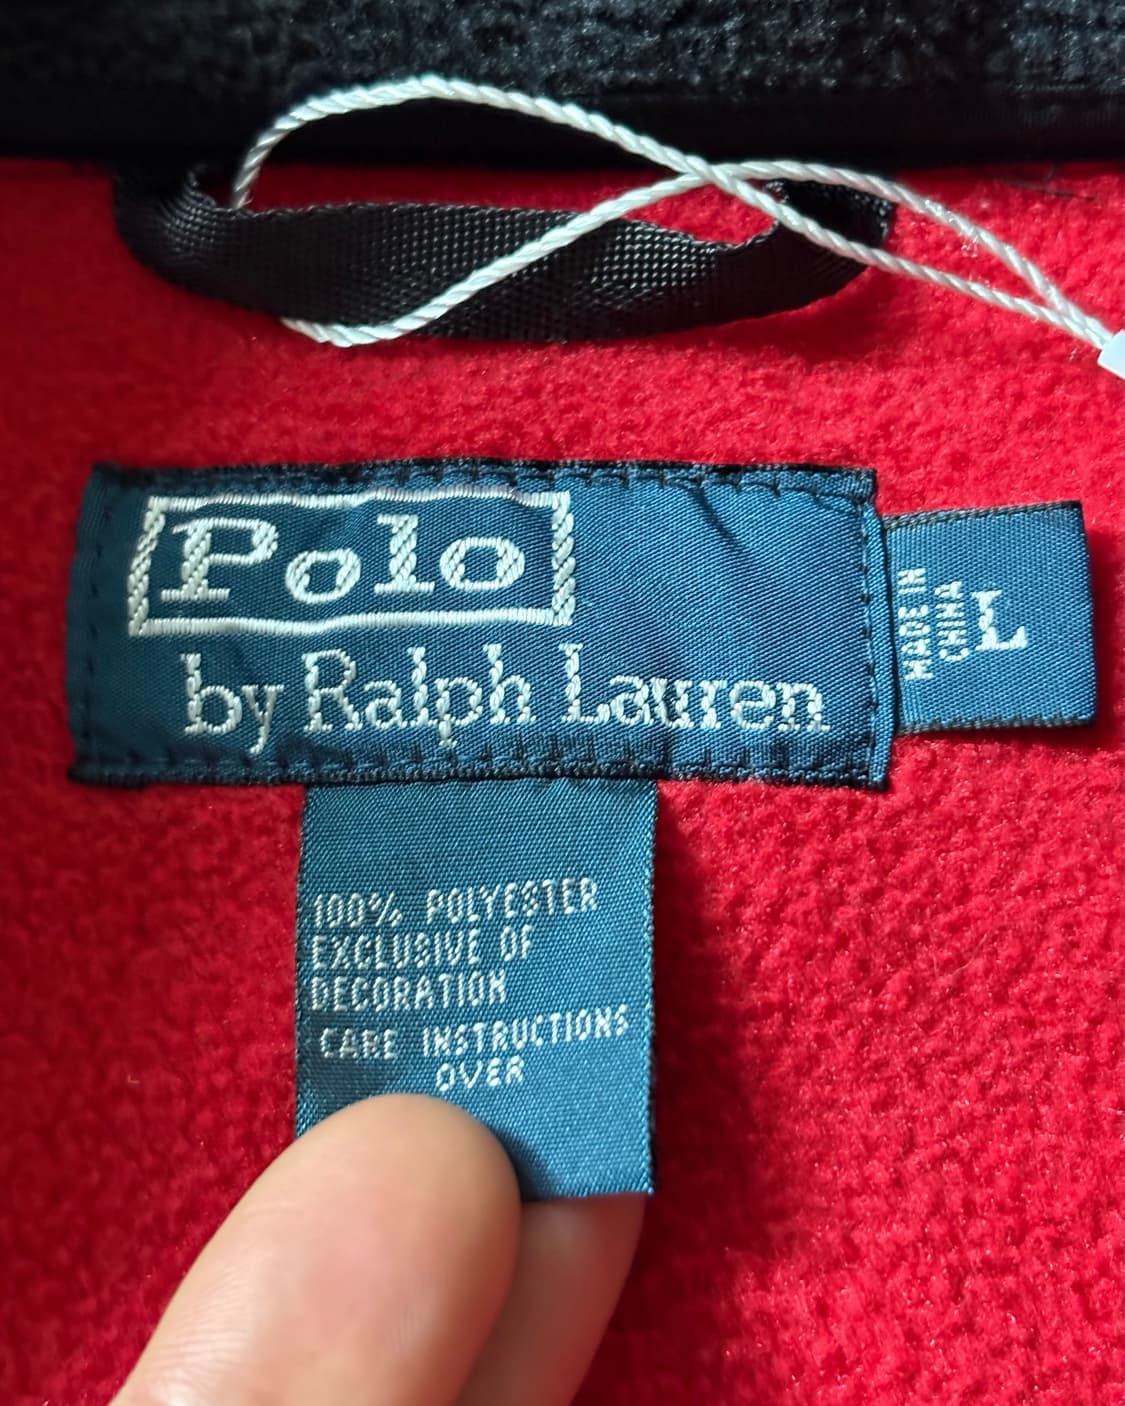 Polo
by Ralph Lauren
MADE IN
CHINA
L
100% POLYESTER
EXCLUSIVE OF
DECORATION
CARE INSTRUCTIONS
OVER